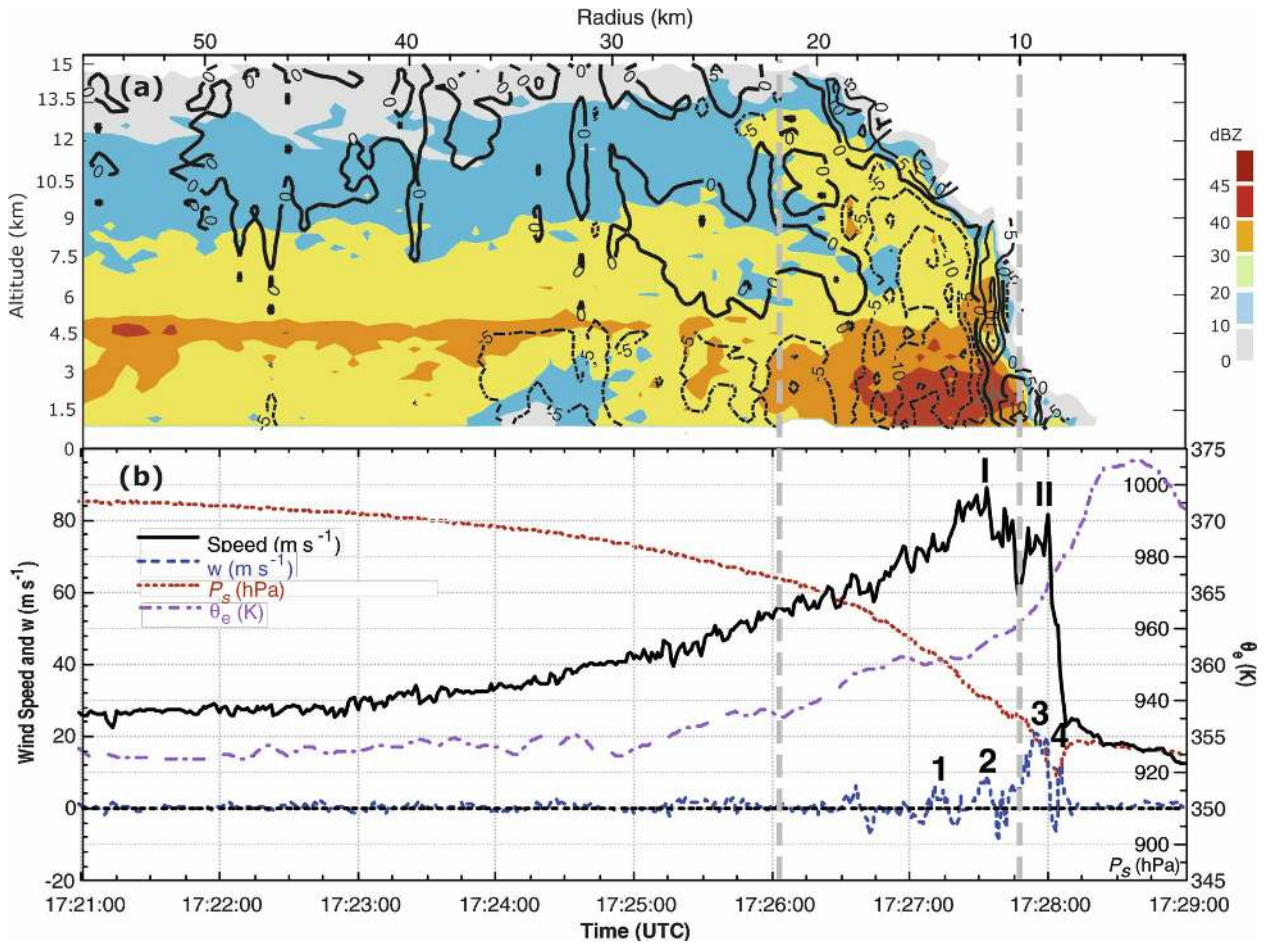 Radius (km)
50 40 30 20 10
(a)
Altitude (km)
15
13.5
12
10.5
9
7.5
6
4.5
3
1.5
0
dBZ
45
40
30
20
10
0
(b)
I
II
Speed (m s⁻¹)
w (m s⁻¹)
Pₛ (hPa)
θₑ (K)
1
2
3
4
Wind Speed and w (m s⁻¹)
80
60
40
20
0
-20
1000
980
960
940
920
900
Pₛ (hPa)
375
370
365
360
355
350
345
θₑ (K)
17:21:00 17:22:00 17:23:00 17:24:00 17:25:00 17:26:00 17:27:00 17:28:00 17:29:00
Time (UTC)